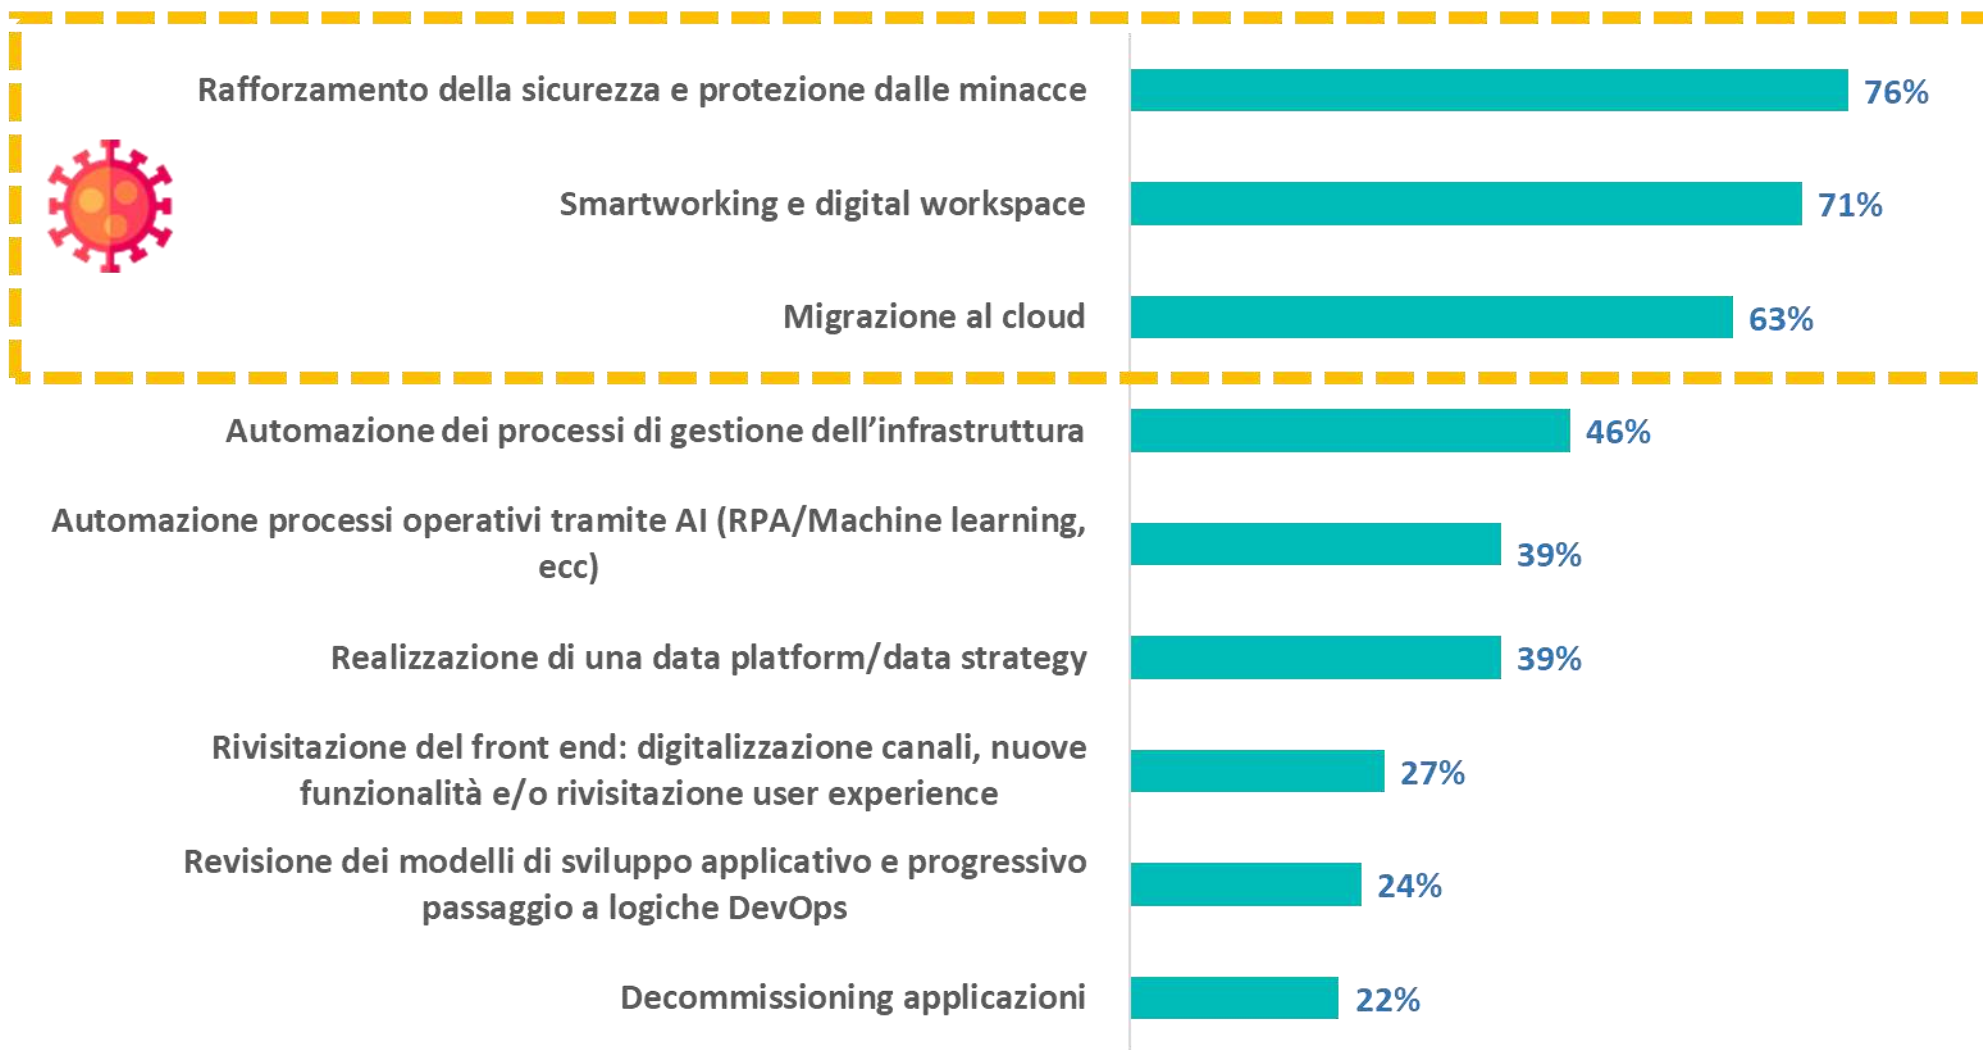 Rafforzamento della sicurezza e protezione dalle minacce
76%
Smartworking e digital workspace
71%
Migrazione al cloud
63%
Automazione dei processi di gestione dell’infrastruttura
46%
Automazione processi operativi tramite AI (RPA/Machine learning,
ecc)
39%
Realizzazione di una data platform/data strategy
39%
Rivisitazione del front end: digitalizzazione canali, nuove
funzionalità e/o rivisitazione user experience
27%
Revisione dei modelli di sviluppo applicativo e progressivo
passaggio a logiche DevOps
24%
Decommissioning applicazioni
22%